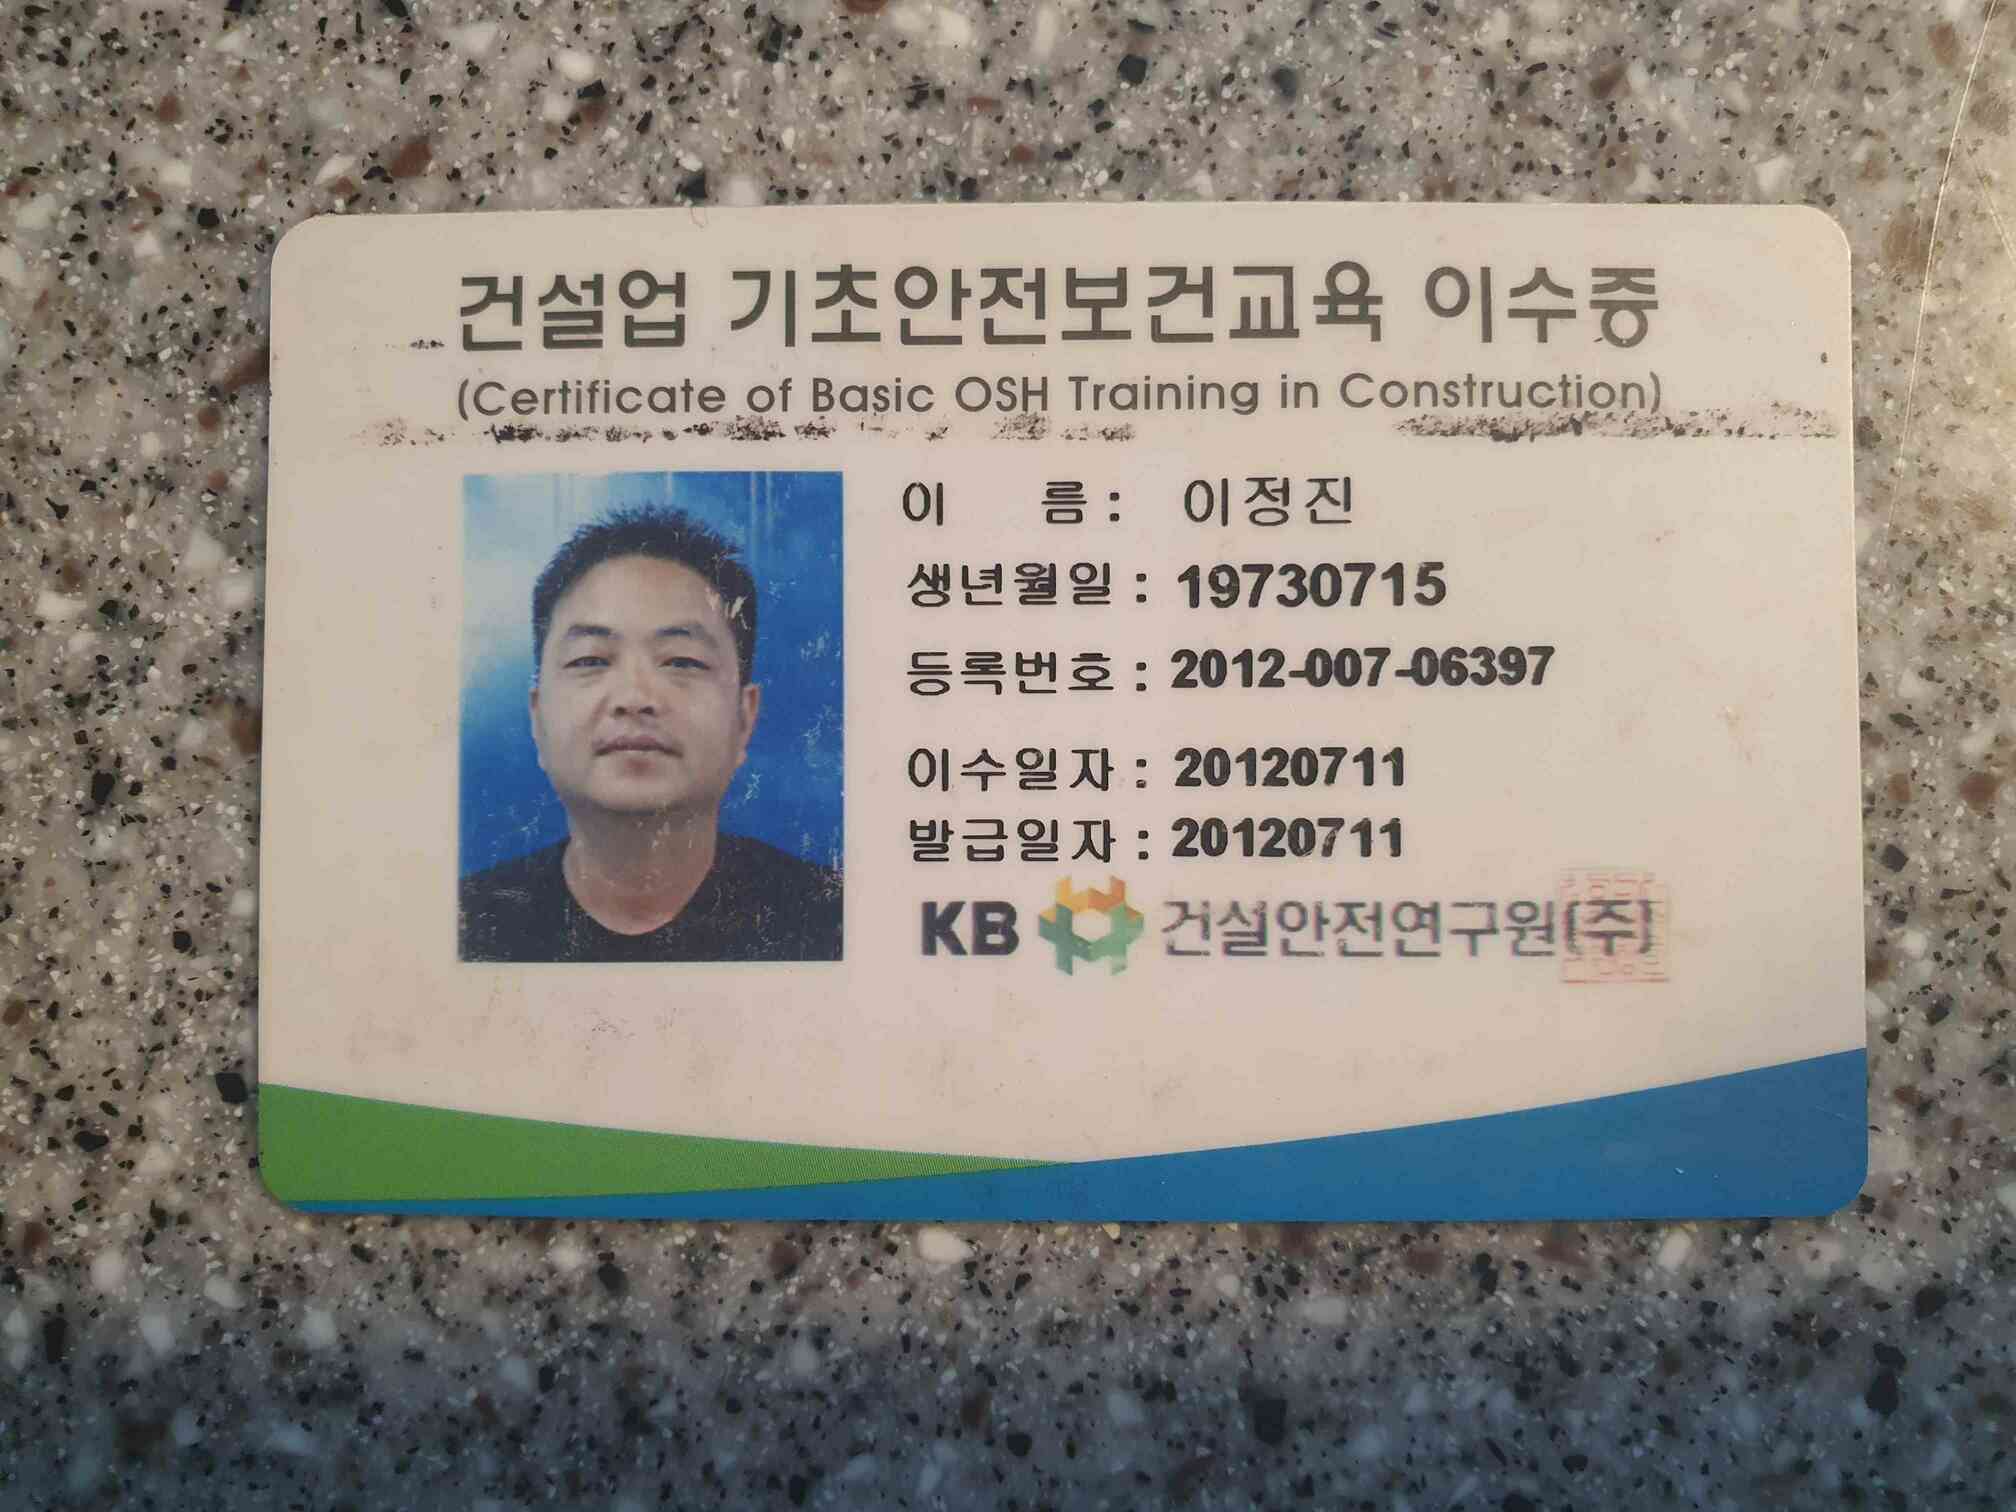 건설업 기초안전보건교육 이수증
(Certificate of Basic OSH Training in Construction)
이 름 : 이정진
생년월일 : 19730715
등록번호 : 2012-007-06397
이수일자 : 20120711
발급일자 : 20120711
KB 건설안전연구원(주)